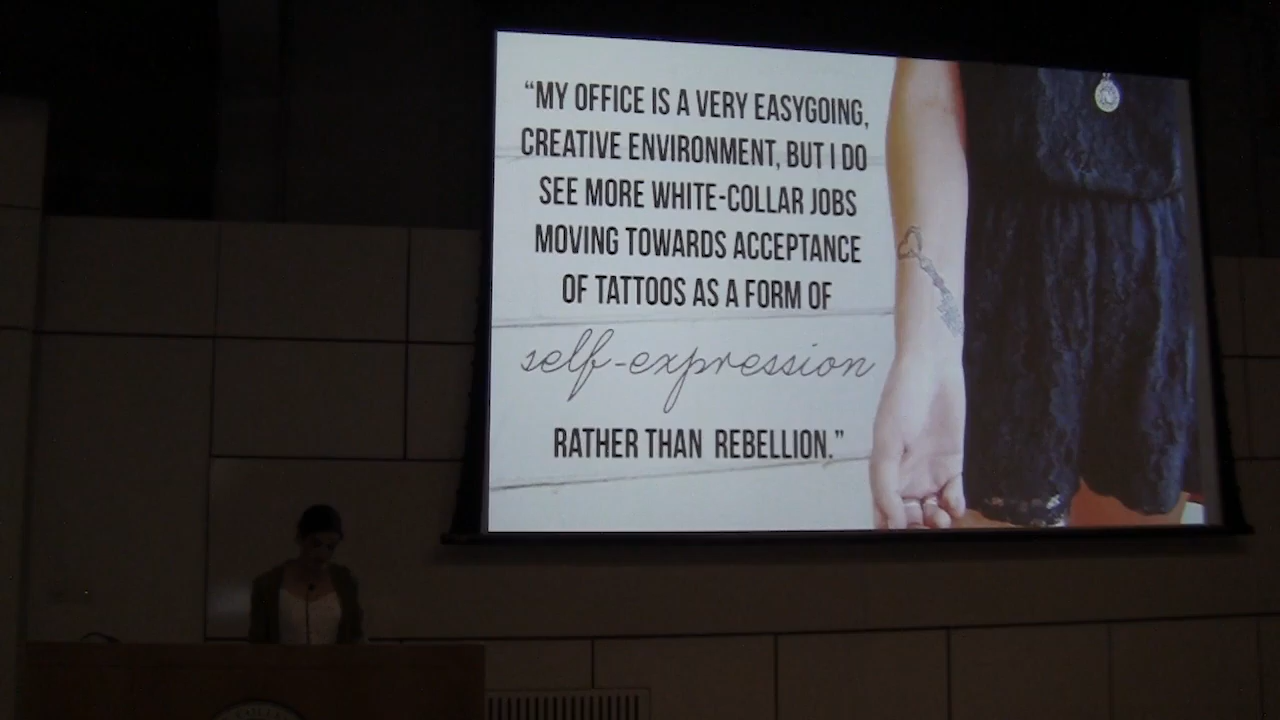 “MY OFFICE IS A VERY EASYGOING,
CREATIVE ENVIRONMENT, BUT I DO
SEE MORE WHITE-COLLAR JOBS
MOVING TOWARDS ACCEPTANCE
OF TATTOOS AS A FORM OF
self-expression
RATHER THAN REBELLION.”